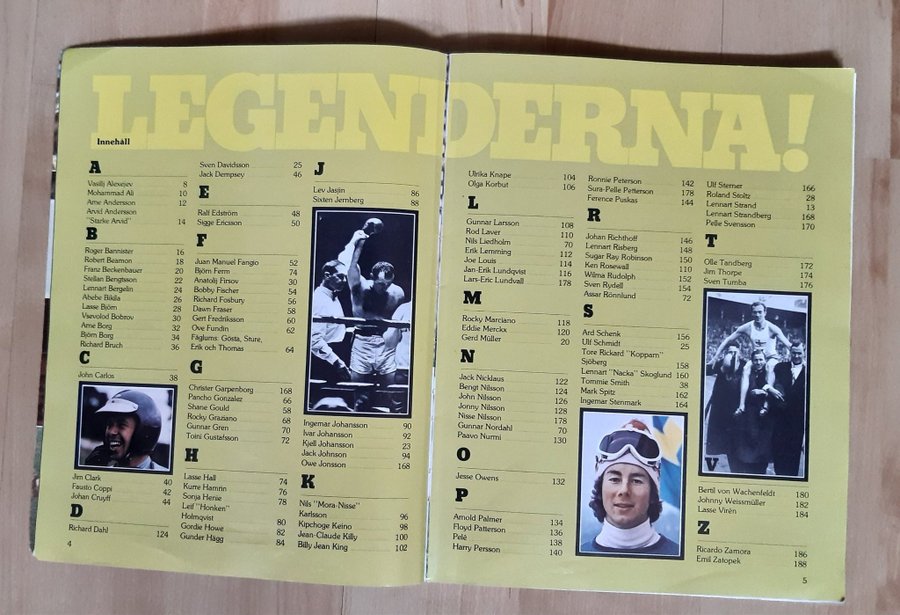 LEGENDERNA!
Innehåll
A
Vasilij Alexejev 8
Mohammad Ali 10
Arne Andersson 12
Arvid Andersson
"Starke Arvid" 14
B
Roger Bannister 16
Robert Beamon 18
Franz Beckenbauer 20
Stellan Bengtsson 22
Lennart Bergelin 24
Abebe Bikila 26
Lasse Björn 28
Vsevolod Bobrov 30
Arne Borg 32
Björn Borg 34
Richard Bruch 36
C
John Carlos 38
Jim Clark 40
Fausto Coppi 42
Johan Cruyff 44
D
Richard Dahl 124
4
Sven Davidsson 25
Jack Dempsey 46
E
Ralf Edström 48
Sigge Ericsson 50
F
Juan Manuel Fangio 52
Björn Ferm 74
Anatolij Firsov 30
Bobby Fischer 54
Richard Fosbury 56
Dawn Fraser 58
Gert Fredriksson 60
Ove Fundin 62
Fåglums: Gösta, Sture,
Erik och Thomas 64
G
Christer Garpenborg 168
Pancho Gonzalez 66
Shane Gould 58
Rocky Graziano 68
Gunnar Gren 70
Toini Gustafsson 72
H
Lasse Hall 74
Kurre Hamrin 76
Sonja Henie 78
Leif "Honken"
Holmqvist 80
Gordie Howe 82
Gunder Hägg 84
J
Lev Jasjin 86
Sixten Jernberg 88
Ingemar Johansson 90
Ivar Johansson 92
Kjell Johansson 23
Jack Johnson 94
Owe Jonsson 168
K
Nils "Mora-Nisse"
Karlsson 96
Kipchoge Keino 98
Jean-Claude Killy 100
Billy Jean King 102
Ulrika Knape 104
Olga Korbut 106
L
Gunnar Larsson 108
Rod Laver 110
Nils Liedholm 70
Erik Lemming 112
Joe Louis 114
Jan-Erik Lundqvist 116
Lars-Eric Lundvall 178
M
Rocky Marciano 118
Eddie Merckx 120
Gerd Müller 20
N
Jack Nicklaus 122
Bengt Nilsson 124
John Nilsson 126
Jonny Nilsson 128
Nisse Nilsson 178
Gunnar Nordahl 70
Paavo Nurmi 130
O
Jesse Owens 132
P
Arnold Palmer 134
Floyd Patterson 136
Pelé 138
Harry Persson 140
Ronnie Peterson 142
Sura-Pelle Petterson 178
Ference Puskas 144
R
Johan Richthoff 146
Lennart Risberg 148
Sugar Ray Robinson 150
Ken Rosewall 110
Wilma Rudolph 152
Sven Rydell 154
Assar Rönnlund 72
S
Ard Schenk 156
Ulf Schmidt 25
Tore Rickard "Kopparn"
Sjöberg 158
Lennart "Nacka" Skoglund 160
Tommie Smith 38
Mark Spitz 162
Ingemar Stenmark 164
Ulf Sterner 166
Roland Stoltz 28
Lennart Strand 13
Lennart Strandberg 168
Pelle Svensson 170
T
Olle Tandberg 172
Jim Thorpe 174
Sven Tumba 176
V
Bertil von Wachenfeldt 180
Johnny Weissmüller 182
Lasse Virén 184
Z
Ricardo Zamora 186
Emil Zatopek 188
5